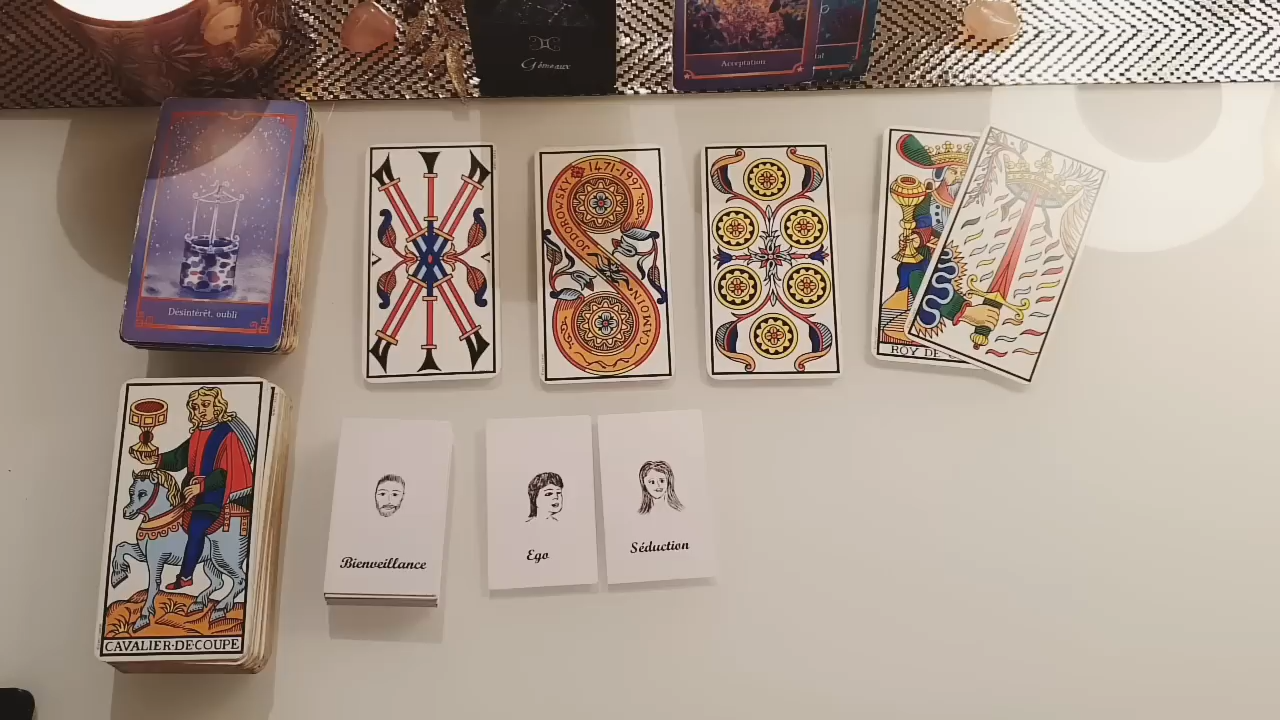 Gémeaux
Acceptation
Désintérêt, oubli
1471-1997
JODOROWSKY
CAMOIN
ROY DE
CAVALIER·DE·COUPE
Bienveillance
Ego
Séduction